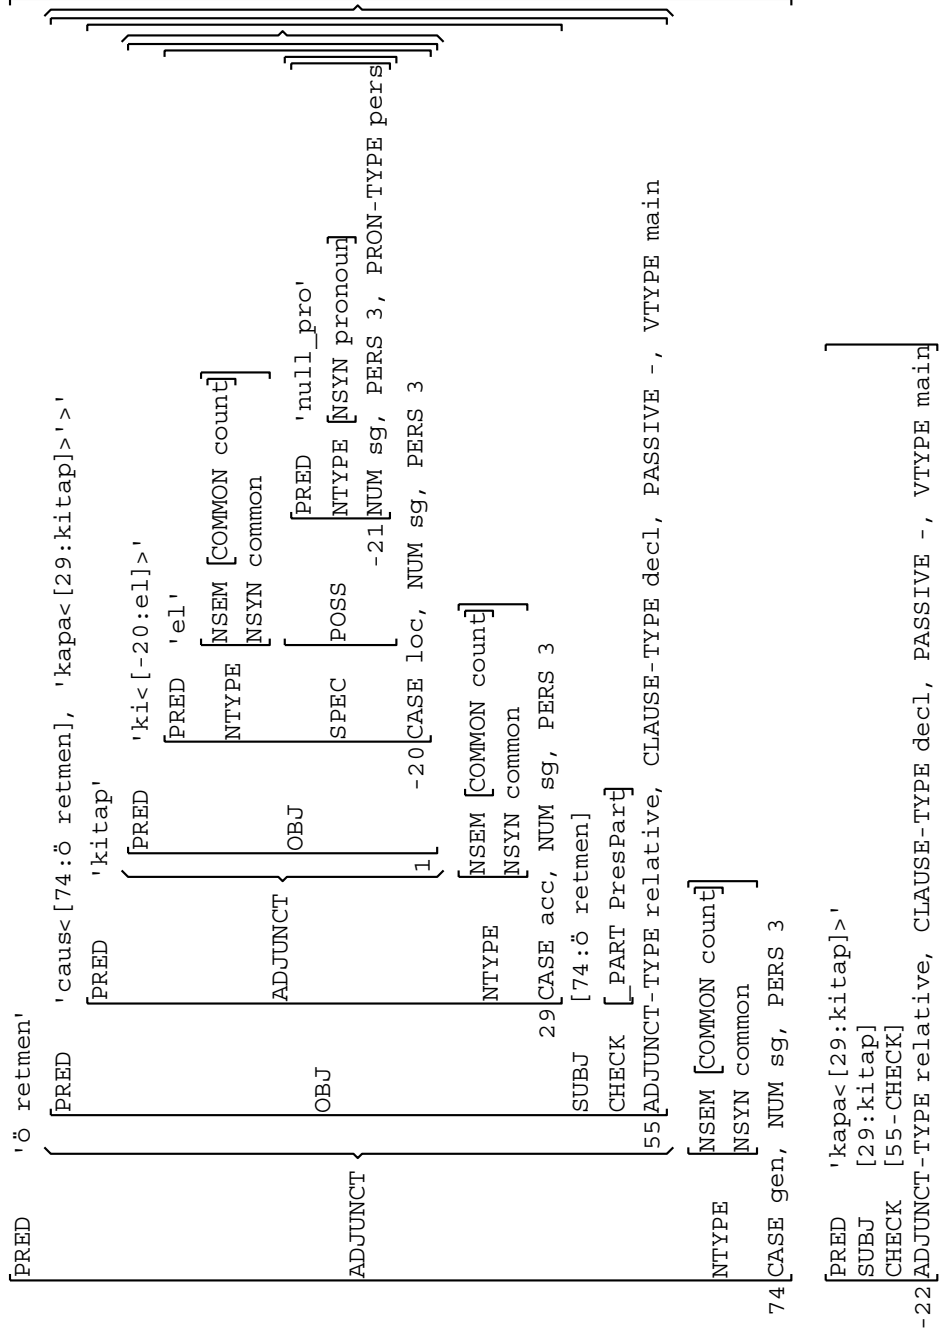 PRED 'ö retmen'
PRED 'caus<[74:ö retmen], 'kapa<[29:kitap]>'>'
PRED 'kitap'
PRED 'ki<[-20:el]>'
PRED 'el'
NTYPE NSEM COMMON count
NSYN common
PRED 'null_pro'
SPEC POSS NTYPE NSYN pronoun
-21 NUM sg, PERS 3, PRON-TYPE pers
OBJ
-20 CASE loc, NUM sg, PERS 3
ADJUNCT 1
NTYPE NSEM COMMON count
NSYN common
OBJ
29 CASE acc, NUM sg, PERS 3
SUBJ [74:ö retmen]
CHECK _PART PresPart
ADJUNCT
55 ADJUNCT-TYPE relative, CLAUSE-TYPE decl, PASSIVE -, VTYPE main
NTYPE NSEM COMMON count
NSYN common
74 CASE gen, NUM sg, PERS 3
PRED 'kapa<[29:kitap]>'
SUBJ [29:kitap]
CHECK [55-CHECK]
-22 ADJUNCT-TYPE relative, CLAUSE-TYPE decl, PASSIVE -, VTYPE main